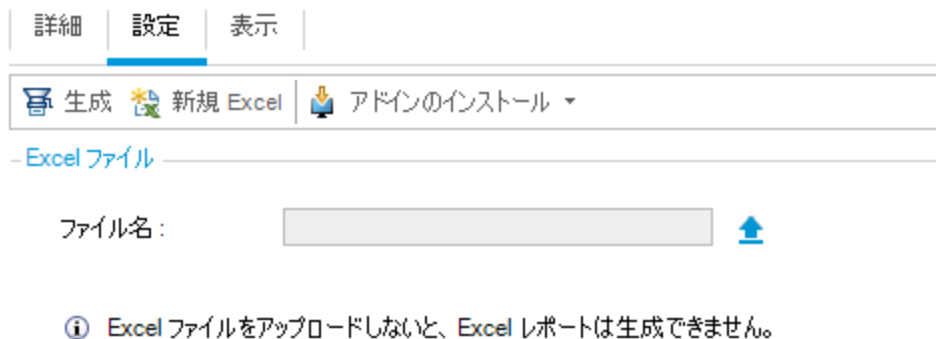 詳細 設定 表示
生成 新規 Excel アドインのインストール
Excel ファイル
ファイル名 :
Excel ファイルをアップロードしないと、Excel レポートは生成できません。